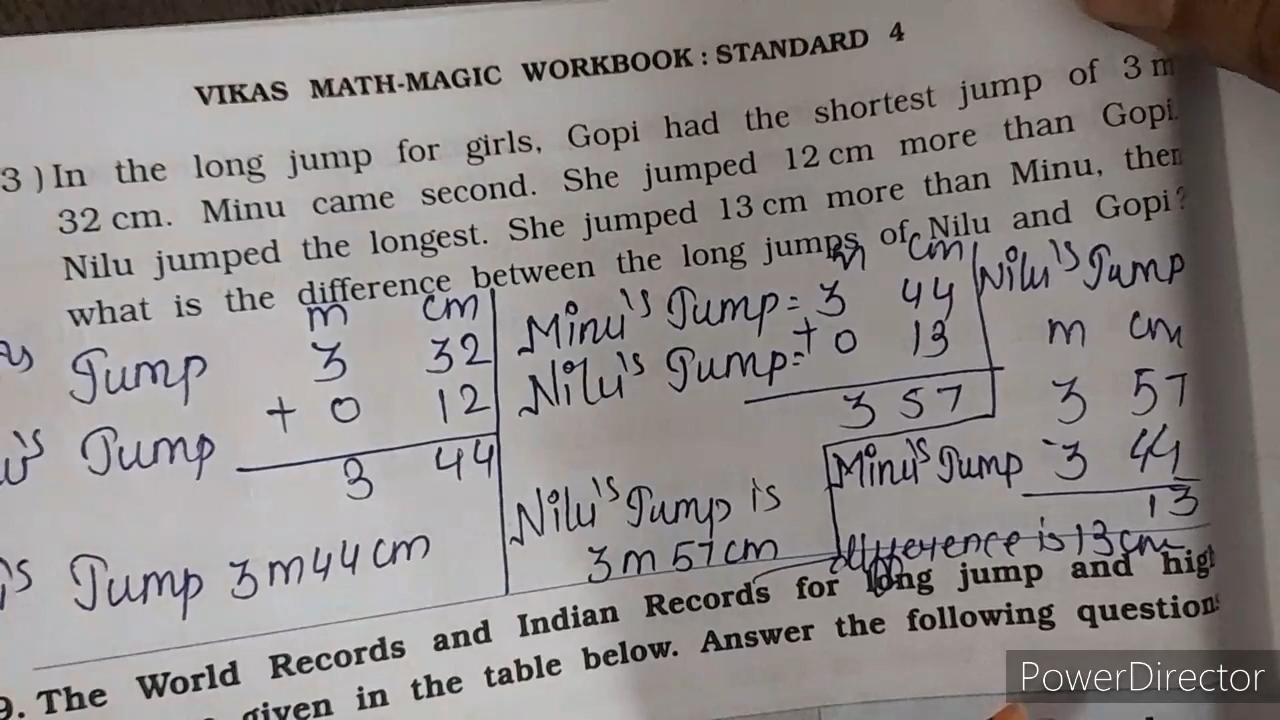 VIKAS MATH-MAGIC WORKBOOK : STANDARD 4
3 ) In the long jump for girls, Gopi had the shortest jump of 3 m
32 cm. Minu came second. She jumped 12 cm more than Gopi.
Nilu jumped the longest. She jumped 13 cm more than Minu, then
what is the difference between the long jumps of Nilu and Gopi?
m cm
Jump 3 32
's Jump + 0 12
3 44
's Jump 3m44cm
m cm
Minu's Jump = 3 44
Nilu's Jump = + 0 13
3 57
Nilu's Jump is
3m 57cm
Nilu's Jump
m cm
3 57
Minu's Jump - 3 44
13
difference is 13 cm
9. The World Records and Indian Records for long jump and high
given in the table below. Answer the following questions
PowerDirector